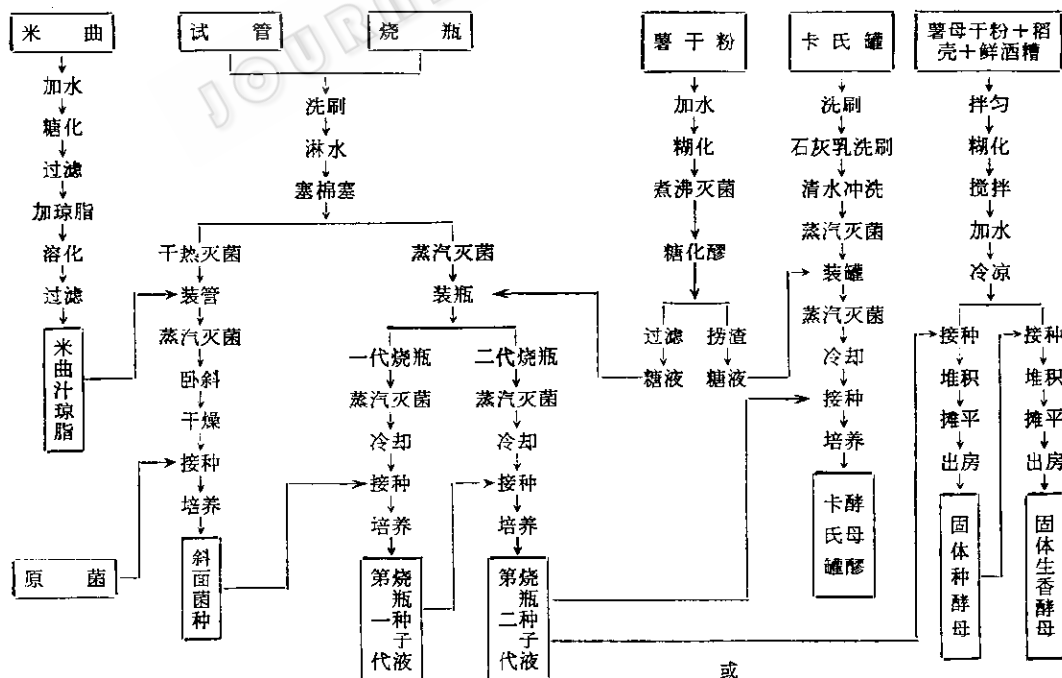 米曲
试管
烧瓶
薯干粉
卡氏罐
薯母干粉+稻
壳+鲜酒糟
JOUR
加水
糖化
过滤
加琼脂
溶化
过滤
米曲汁琼脂
原菌
洗刷
淋水
塞棉塞
干热灭菌
装管
蒸汽灭菌
卧斜
干燥
接种
培养
斜面菌种
蒸汽灭菌
装瓶
一代烧瓶
蒸汽灭菌
冷却
接种
培养
烧瓶种子液
第一代
二代烧瓶
蒸汽灭菌
冷却
接种
培养
烧瓶种子液
第二代
加水
糊化
煮沸灭菌
糖化醪
过滤
糖液
捞渣
糖液
洗刷
石灰乳洗刷
清水冲洗
蒸汽灭菌
装罐
蒸汽灭菌
冷却
接种
培养
酵母醪
卡氏罐
拌匀
糊化
搅拌
加水
冷凉
接种
堆积
摊平
出房
固体种酵母
接种
堆积
摊平
出房
固体生香酵母
或